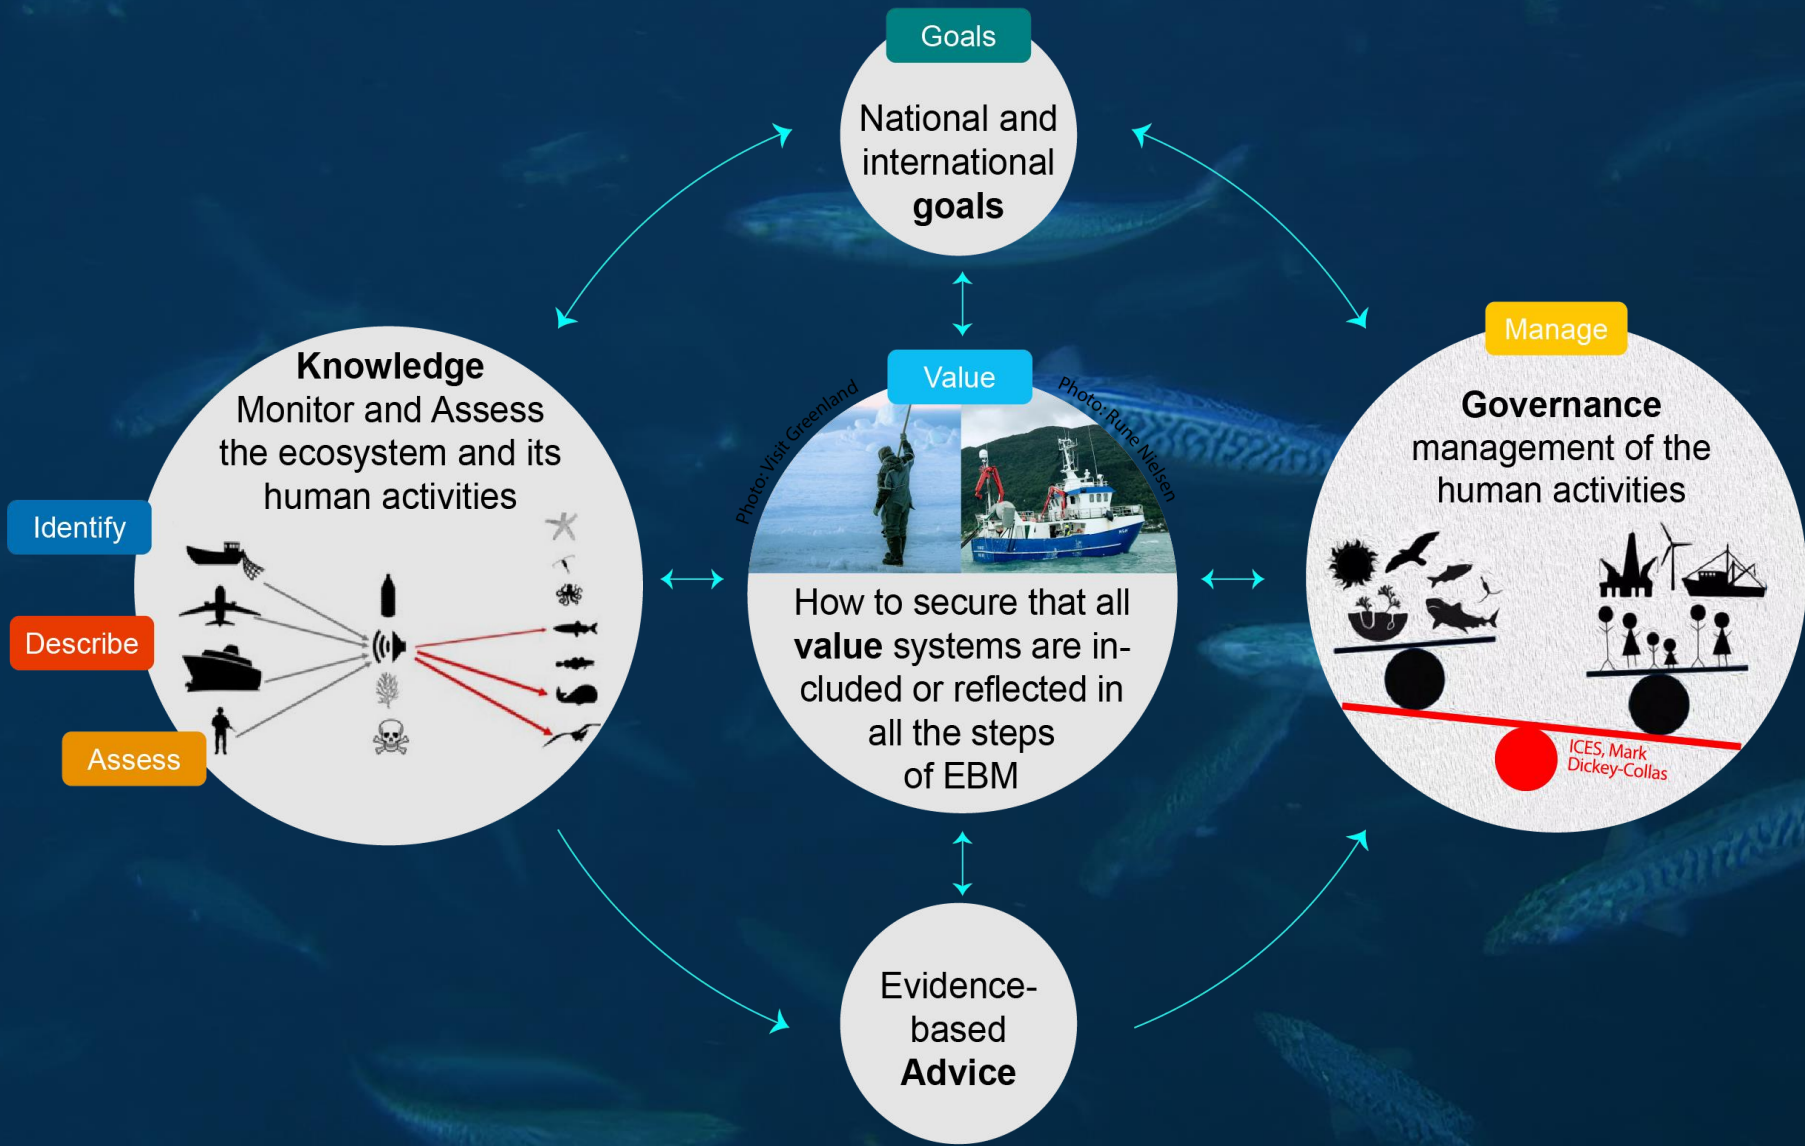 Goals
National and
international
goals
Knowledge
Monitor and Assess
the ecosystem and its
human activities
Identify
Describe
Assess
Value
Photo: Visit Greenland
Photo: Rune Nielsen
How to secure that all
value systems are in-
cluded or reflected in
all the steps
of EBM
Manage
Governance
management of the
human activities
ICES, Mark
Dickey-Collas
Evidence-
based
Advice